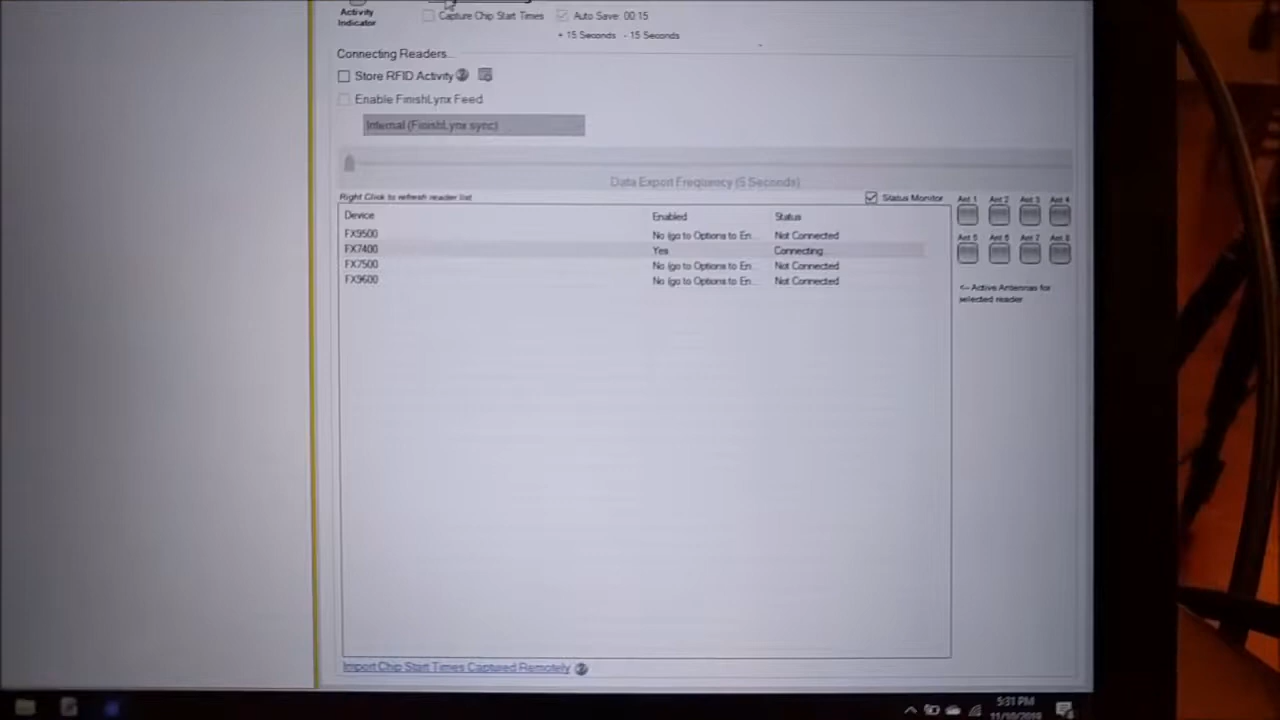 Activity
Indicator
Capture Chip Start Times
Auto Save: 00:15
+ 15 Seconds - 15 Seconds
Connecting Readers...
Store RFID Activity
Enable FinishLynx Feed
Internal (FinishLynx sync)
Data Export Frequency (5 Seconds)
Right Click to refresh reader list
Status Monitor
Ant 1 Ant 2 Ant 3 Ant 4
Device Enabled Status
FX9500 No (go to Options to En... Not Connected
Ant 5 Ant 6 Ant 7 Ant 8
FX7400 Yes Connecting
FX7500 No (go to Options to En... Not Connected
FX9600 No (go to Options to En... Not Connected
<-- Active Antennas for
selected reader
Import Chip Start Times Captured Remotely
5:31 PM